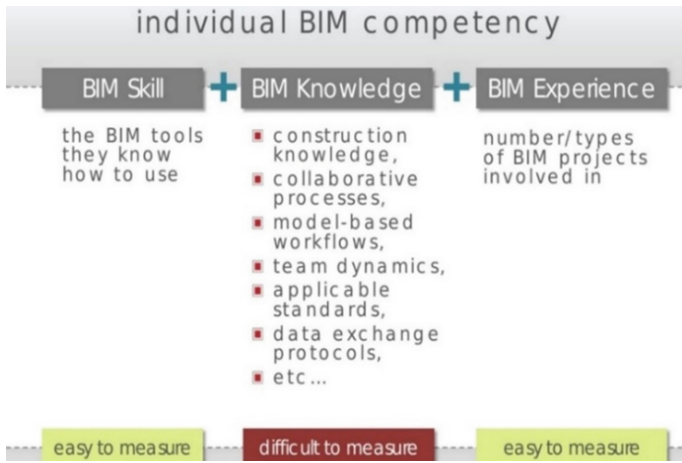 individual BIM competency
BIM Skill + BIM Knowledge + BIM Experience
the BIM tools
they know
how to use
construction
knowledge,
collaborative
processes,
model-based
workflows,
team dynamics,
applicable
standards,
data exchange
protocols,
etc...
number/types
of BIM projects
involved in
easy to measure
difficult to measure
easy to measure